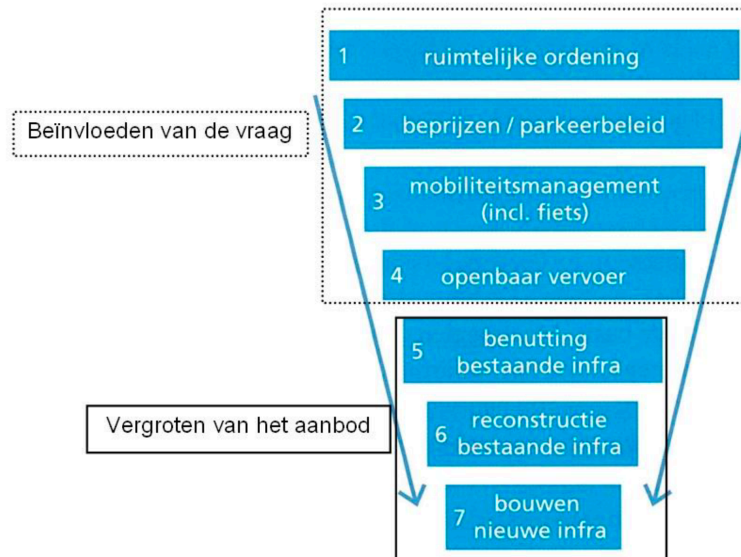 1 ruimtelijke ordening
Beïnvloeden van de vraag
2 beprijzen / parkeerbeleid
3 mobiliteitsmanagement
(incl. fiets)
4 openbaar vervoer
5 benutting
bestaande infra
Vergroten van het aanbod
6 reconstructie
bestaande infra
7 bouwen
nieuwe infra